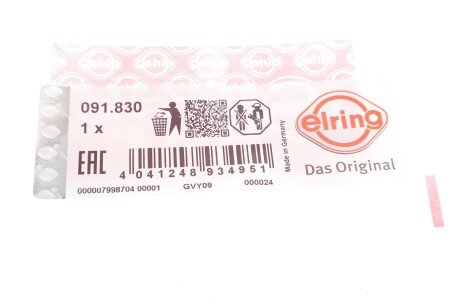 091.830
1 x
elring
Made in Germany
Das Original
EAC
4 041248 934951
000007998704 00001 GVY09 000024